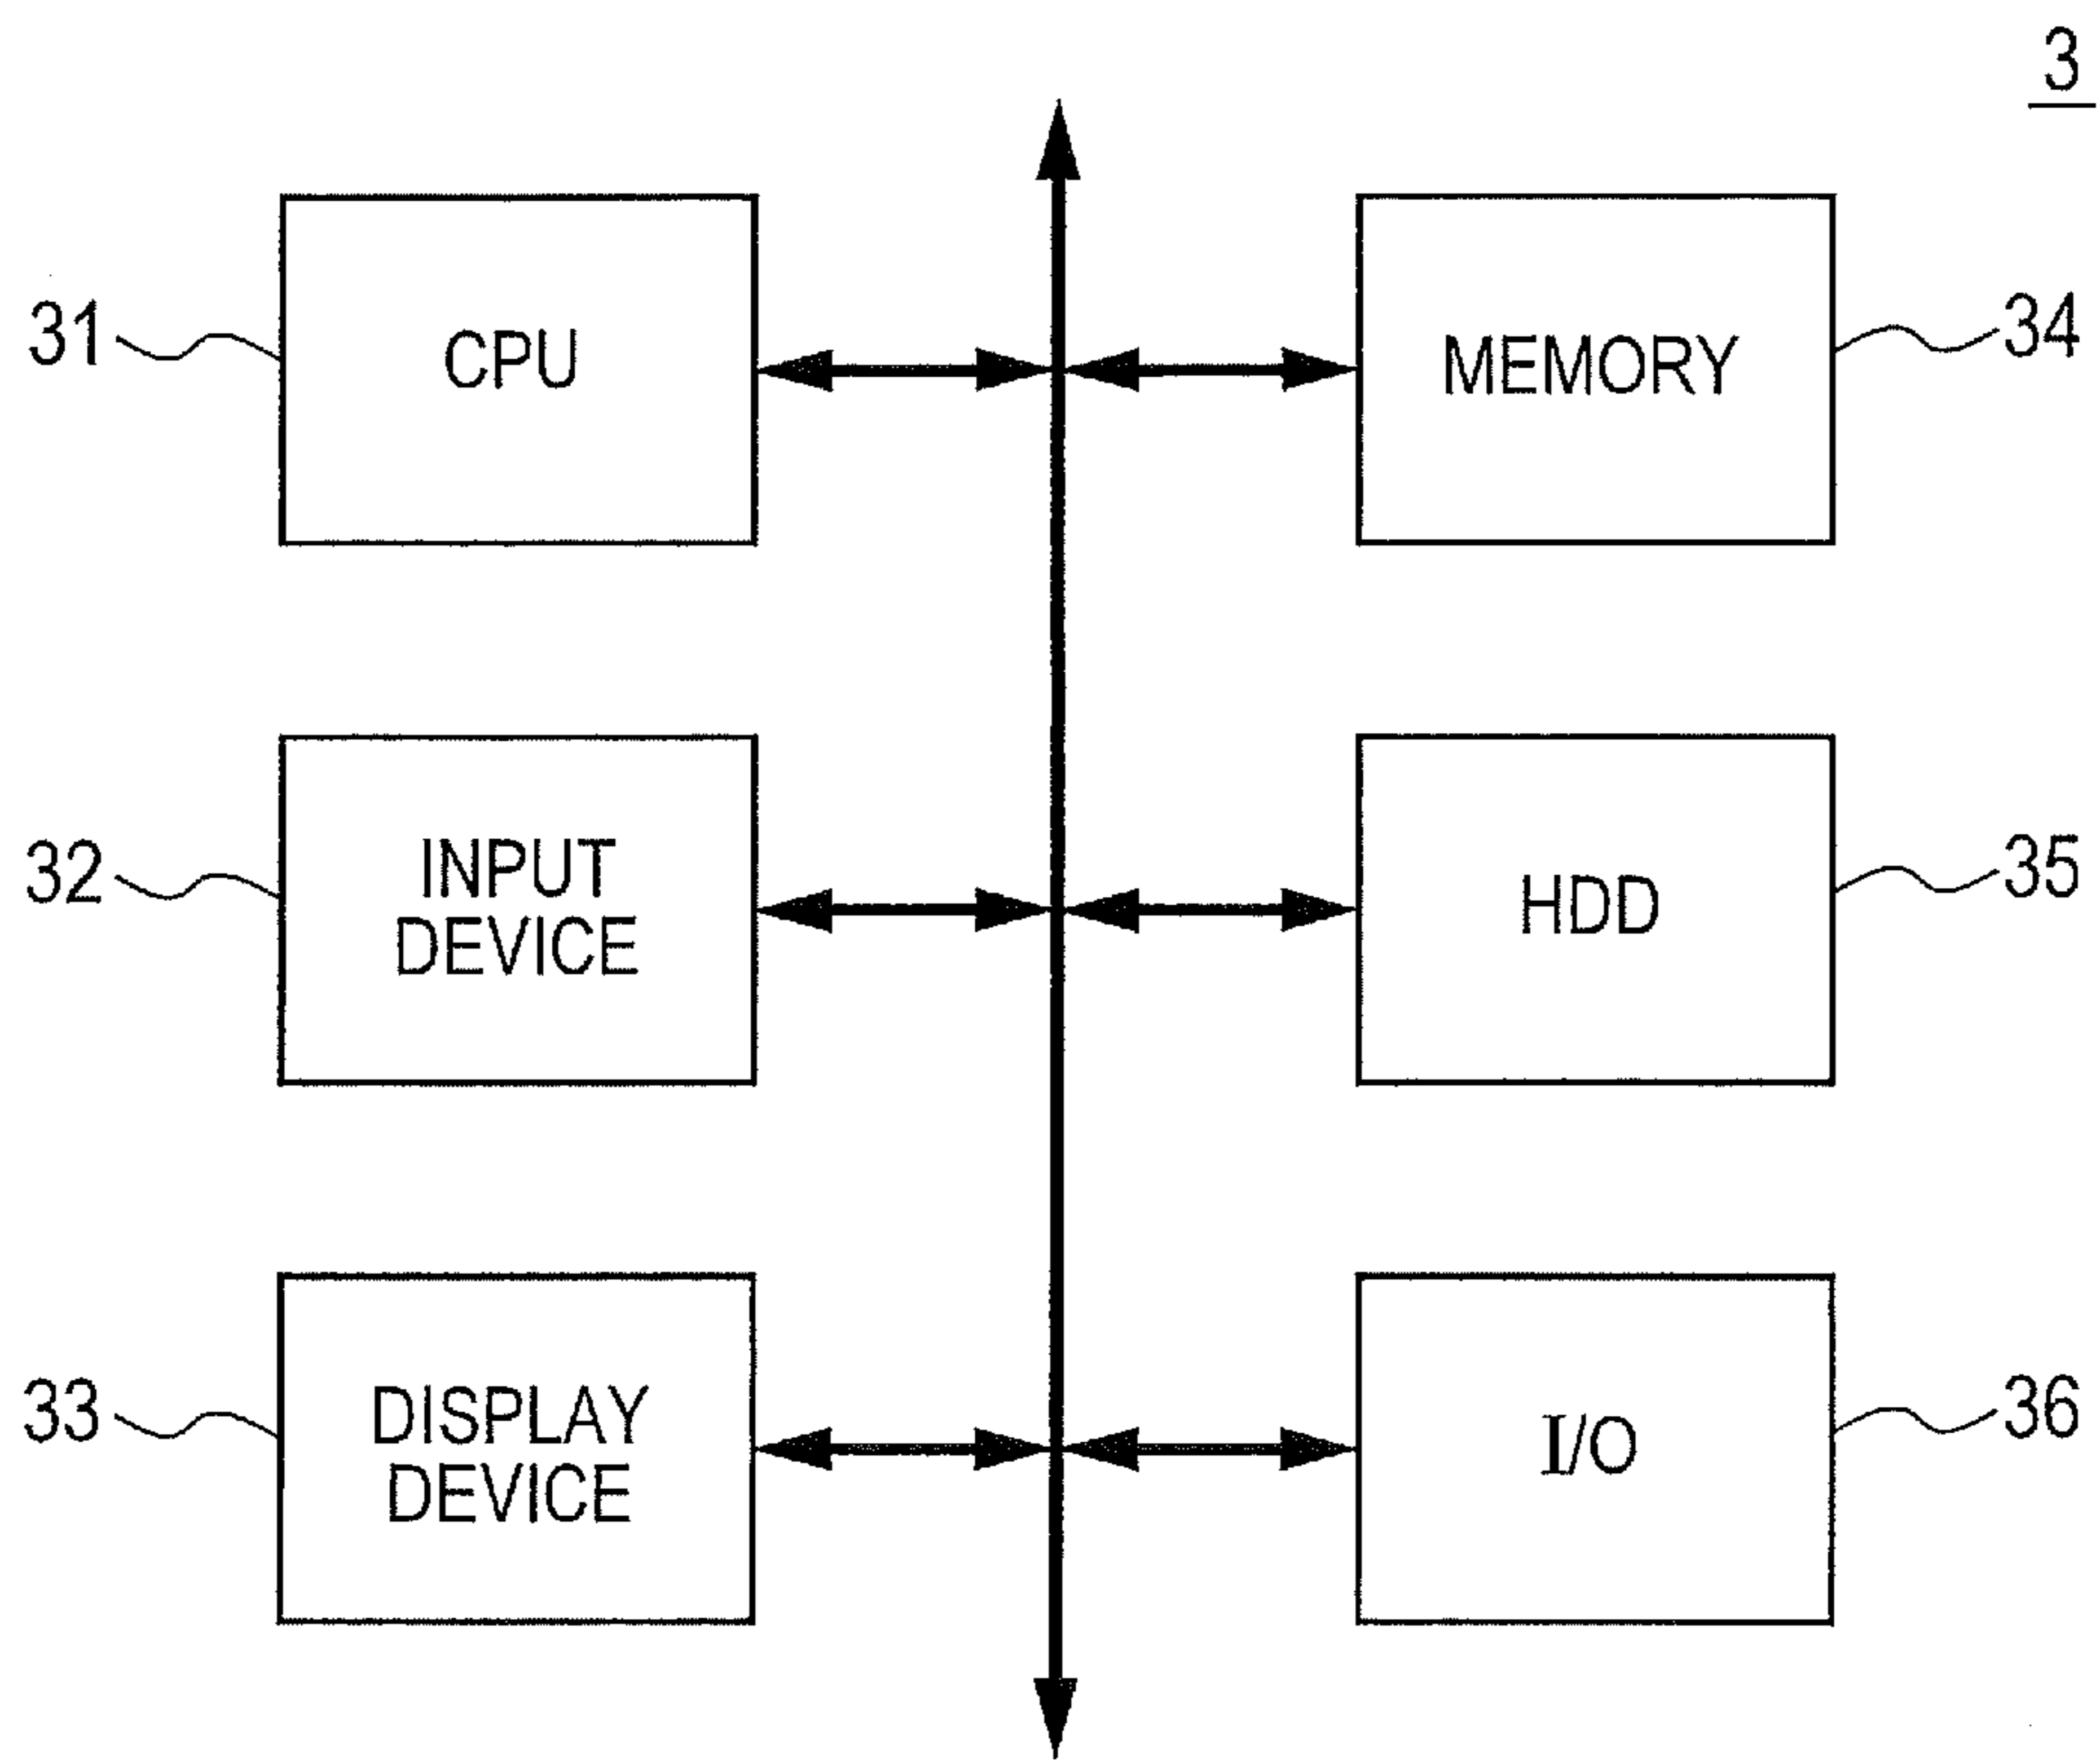 3
31
CPU
MEMORY
34
32
INPUT
DEVICE
HDD
35
33
DISPLAY
DEVICE
I/O
36